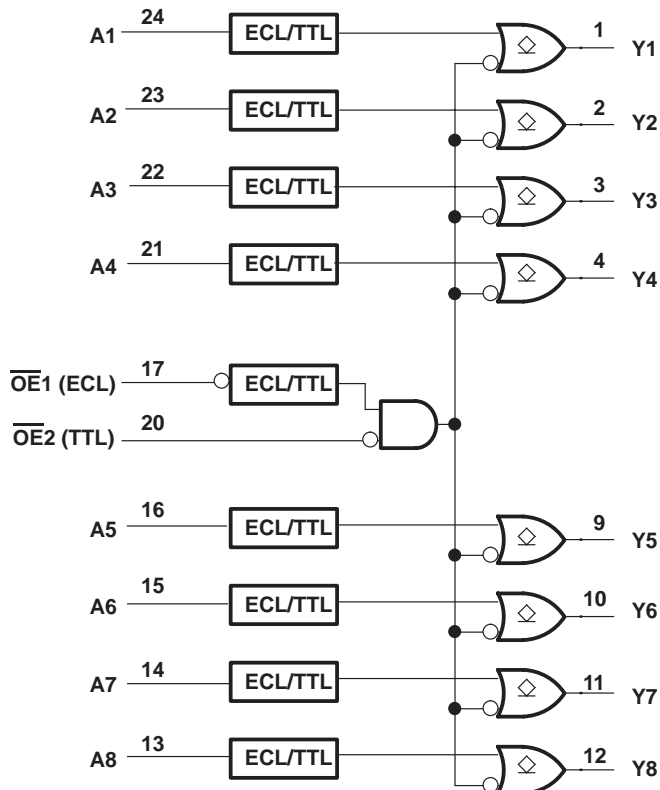 A1 24 ECL/TTL 1 Y1
A2 23 ECL/TTL 2 Y2
A3 22 ECL/TTL 3 Y3
A4 21 ECL/TTL 4 Y4
O̅E̅1 (ECL) 17 ECL/TTL
O̅E̅2 (TTL) 20
A5 16 ECL/TTL 9 Y5
A6 15 ECL/TTL 10 Y6
A7 14 ECL/TTL 11 Y7
A8 13 ECL/TTL 12 Y8